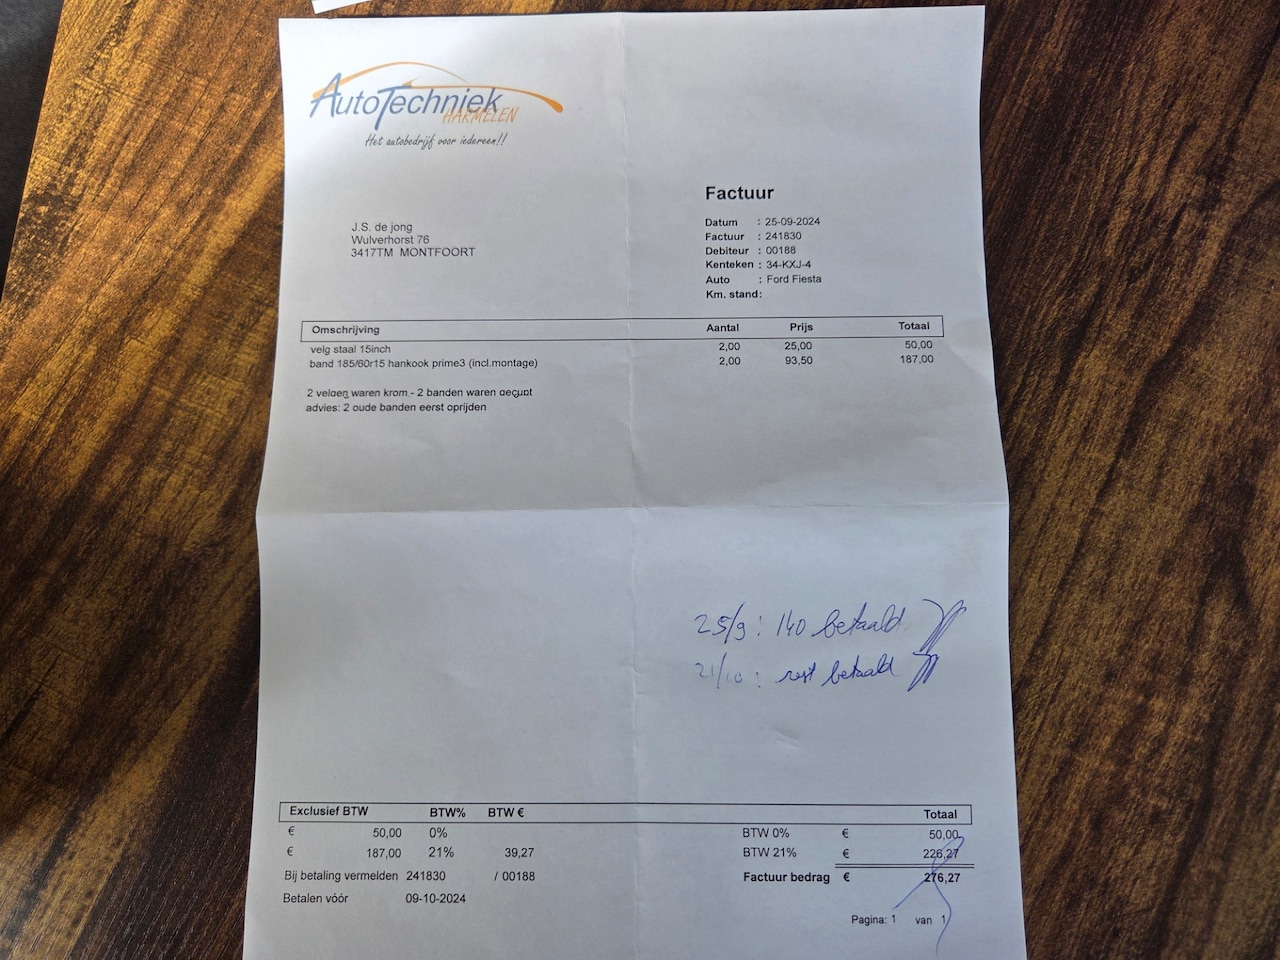 AutoTechniek
HARMELEN
Het autobedrijf voor iedereen!!
Factuur
J.S. de jong
Wulverhorst 76
3417TM MONTFOORT
Datum : 25-09-2024
Factuur : 241830
Debiteur : 00188
Kenteken : 34-KXJ-4
Auto : Ford Fiesta
Km. stand:
Omschrijving Aantal Prijs Totaal
velg staal 15inch 2,00 25,00 50,00
band 185/60r15 hankook prime3 (incl.montage) 2,00 93,50 187,00
2 velgen waren krom - 2 banden waren gecupt
advies: 2 oude banden eerst oprijden
25/9 : 140 betaald
21/10 : rest betaald
Exclusief BTW BTW% BTW € Totaal
€ 50,00 0% BTW 0% € 50,00
€ 187,00 21% 39,27 BTW 21% € 226,27
Bij betaling vermelden 241830 / 00188 Factuur bedrag € 276,27
Betalen vóór 09-10-2024
Pagina: 1 van 1